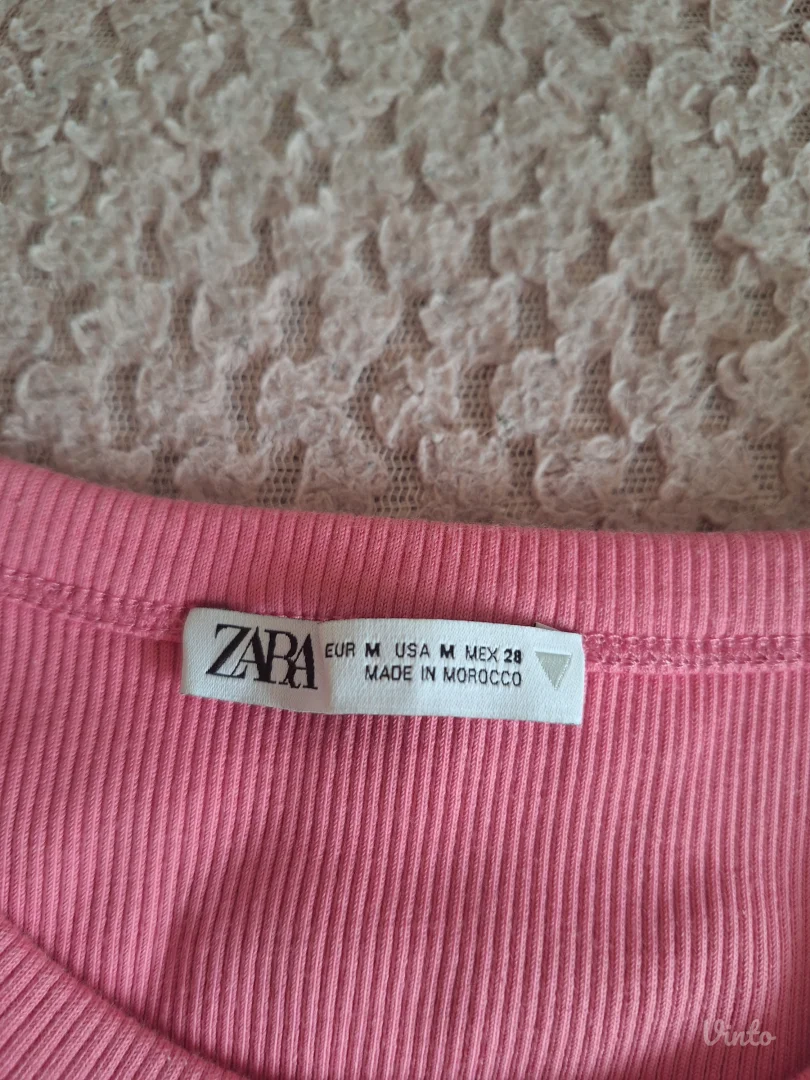 ZARA
EUR M USA M MEX 28
MADE IN MOROCCO
Vinto